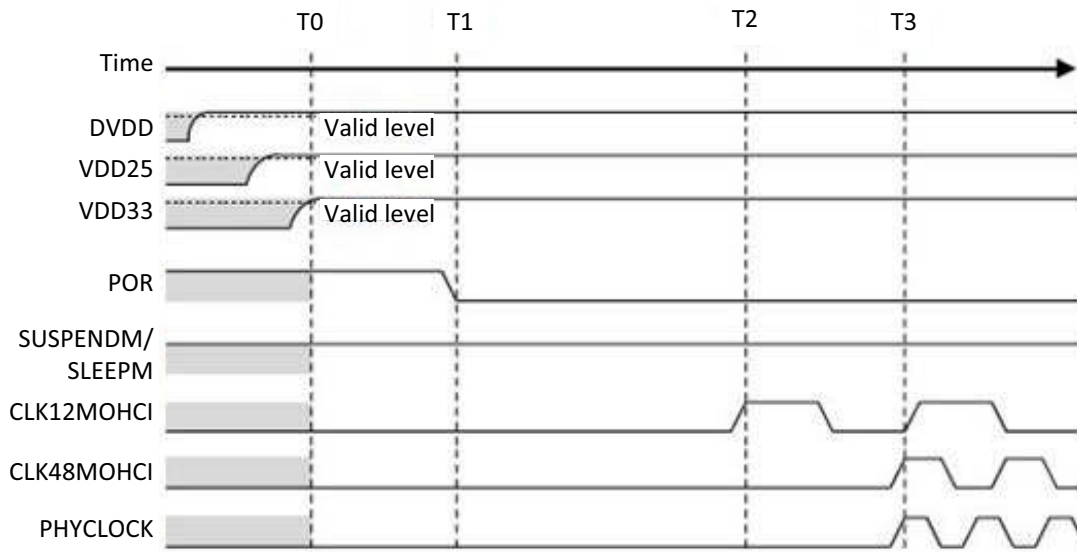 T0 T1 T2 T3
Time
DVDD Valid level
VDD25 Valid level
VDD33 Valid level
POR
SUSPENDM/
SLEEPM
CLK12MOHCI
CLK48MOHCI
PHYCLOCK